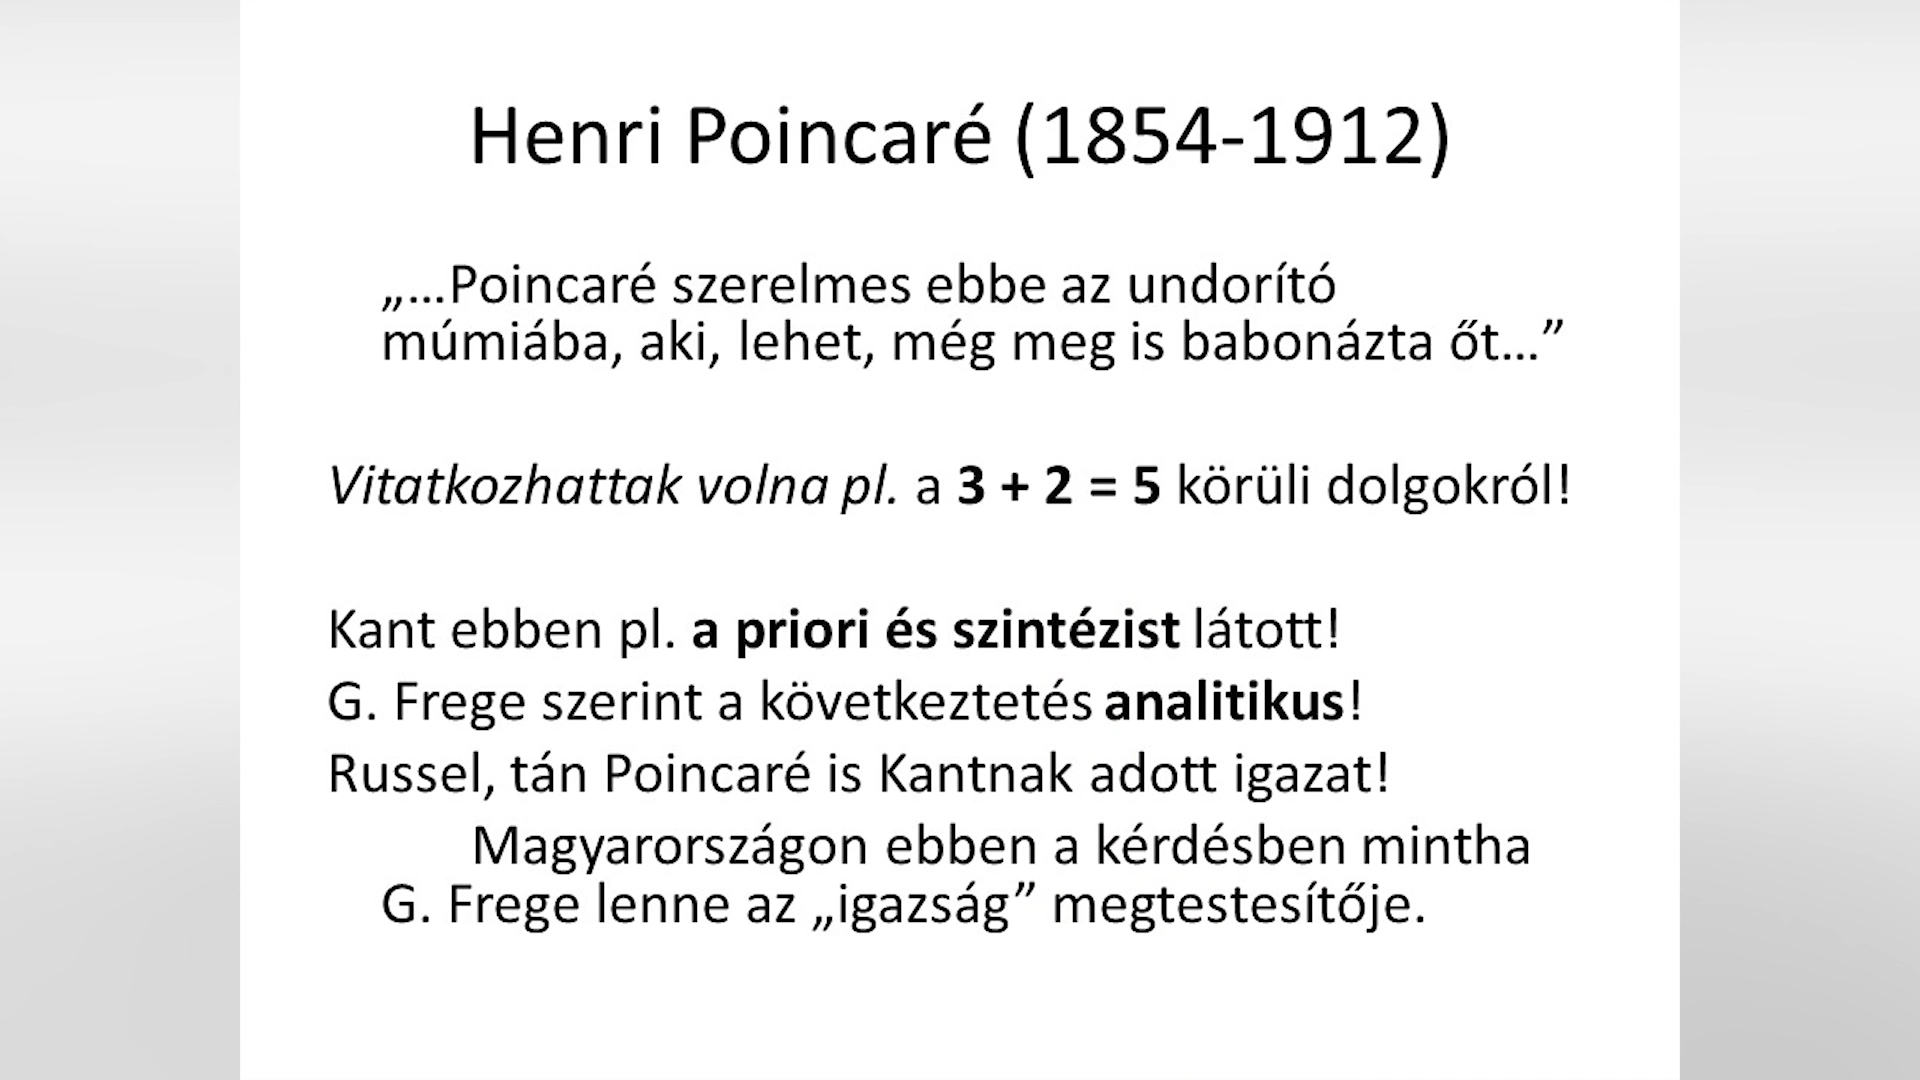 Henri Poincaré (1854-1912)
„...Poincaré szerelmes ebbe az undorító
múmiába, aki, lehet, még meg is babonázta őt...”
Vitatkozhattak volna pl. a 3 + 2 = 5 körüli dolgokról!
Kant ebben pl. a priori és szintézist látott!
G. Frege szerint a következtetés analitikus!
Russel, tán Poincaré is Kantnak adott igazat!
Magyarországon ebben a kérdésben mintha
G. Frege lenne az „igazság” megtestesítője.